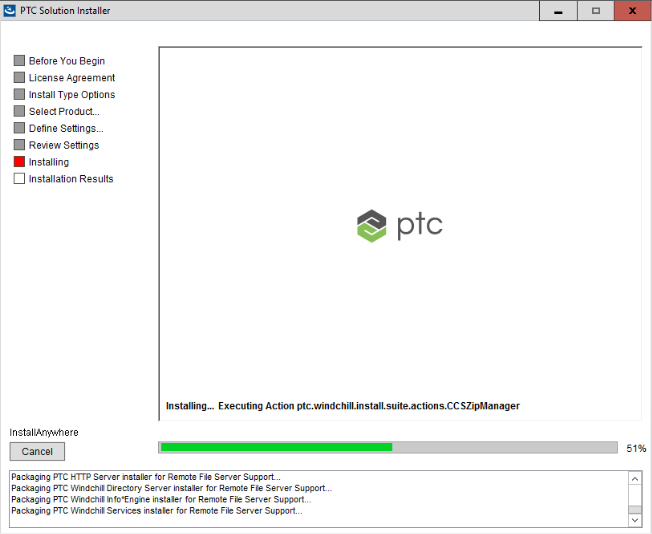 PTC Solution Installer
Before You Begin
License Agreement
Install Type Options
Select Product...
Define Settings...
Review Settings
Installing
Installation Results
ptc
Installing... Executing Action ptc.windchill.install.suite.actions.CCSZipManager
InstallAnywhere
Cancel
51%
Packaging PTC HTTP Server installer for Remote File Server Support...
Packaging PTC Windchill Directory Server installer for Remote File Server Support...
Packaging PTC Windchill Info*Engine installer for Remote File Server Support...
Packaging PTC Windchill Services installer for Remote File Server Support...